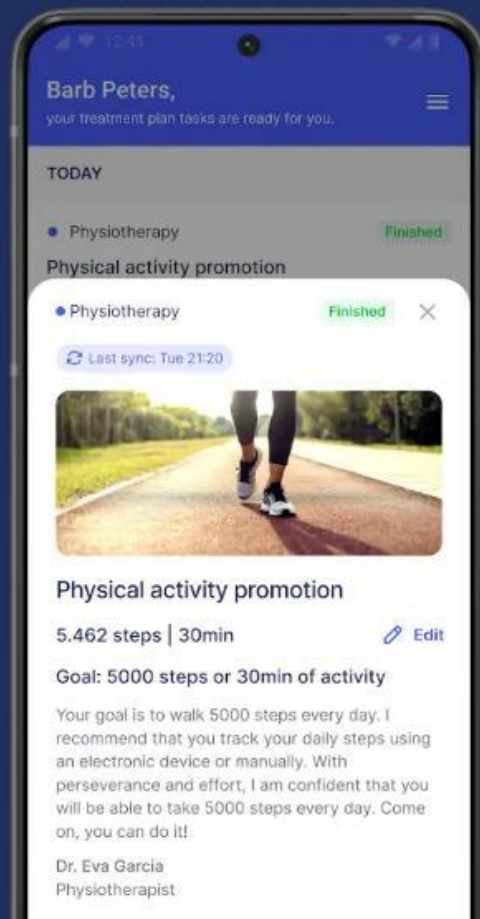 12:45
Barb Peters,
your treatment plan tasks are ready for you.
TODAY
Physiotherapy
Finished
Physical activity promotion
Physiotherapy
Finished
Last sync: Tue 21:20
Physical activity promotion
5.462 steps | 30min
Edit
Goal: 5000 steps or 30min of activity
Your goal is to walk 5000 steps every day. I
recommend that you track your daily steps using
an electronic device or manually. With
perseverance and effort, I am confident that you
will be able to take 5000 steps every day. Come
on, you can do it!
Dr. Eva Garcia
Physiotherapist